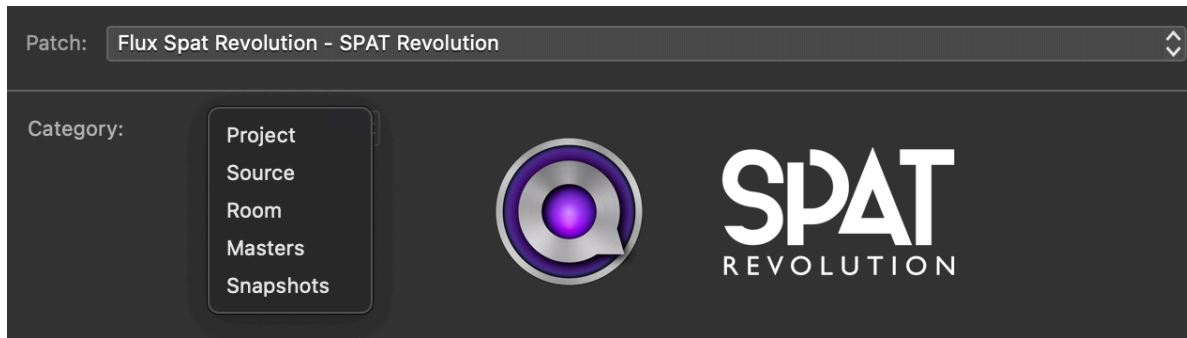 Patch: Flux Spat Revolution - SPAT Revolution
Category:
Project
Source
Room
Masters
Snapshots
SPAT
REVOLUTION